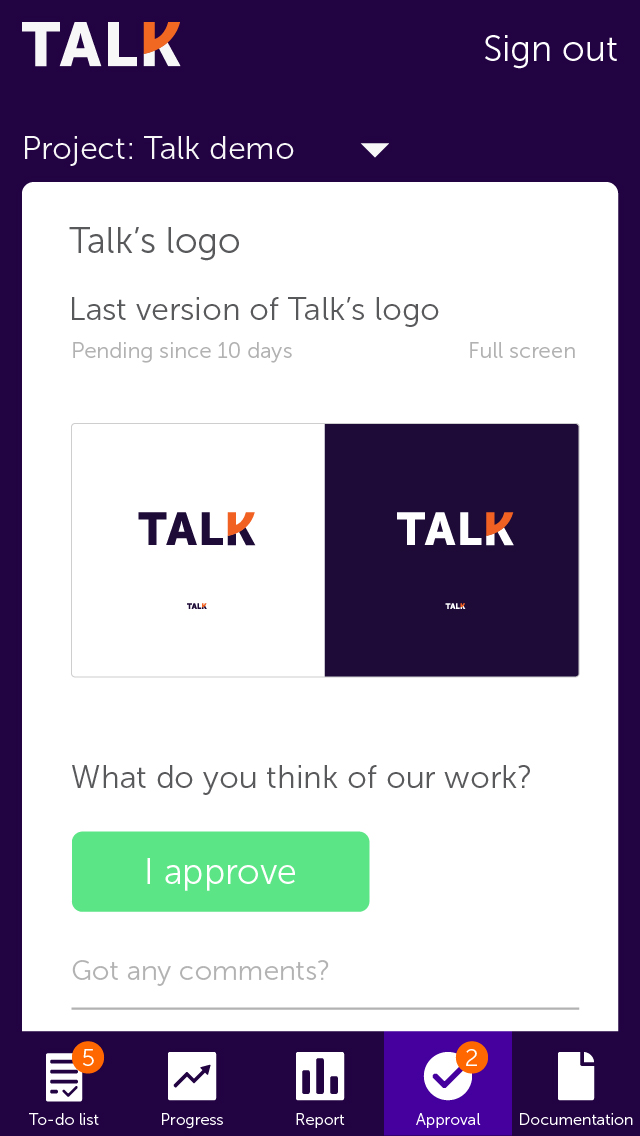 TALK
Sign out
Project: Talk demo
Talk’s logo
Last version of Talk’s logo
Pending since 10 days
Full screen
TALK
TALK
TALK
TALK
What do you think of our work?
I approve
Got any comments?
5
2
To-do list
Progress
Report
Approval
Documentation